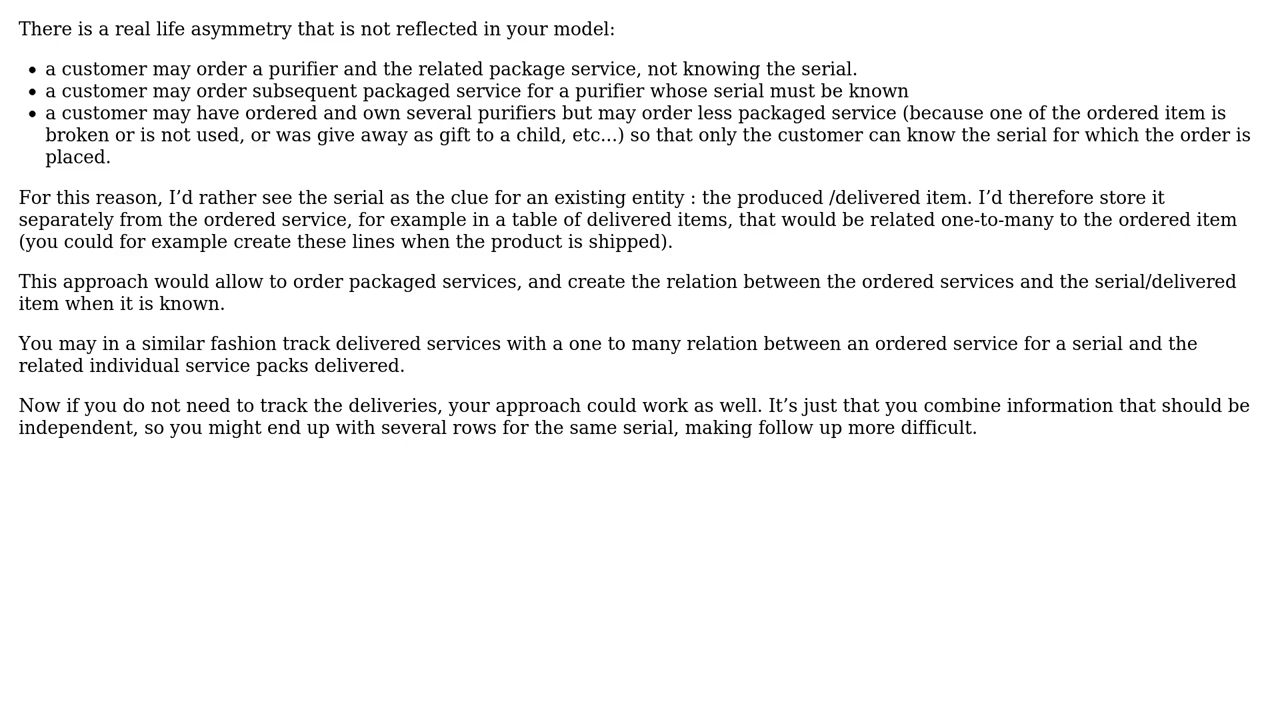 There is a real life asymmetry that is not reflected in your model:
• a customer may order a purifier and the related package service, not knowing the serial.
• a customer may order subsequent packaged service for a purifier whose serial must be known
• a customer may have ordered and own several purifiers but may order less packaged service (because one of the ordered item is
broken or is not used, or was give away as gift to a child, etc...) so that only the customer can know the serial for which the order is
placed.
For this reason, I’d rather see the serial as the clue for an existing entity : the produced /delivered item. I’d therefore store it
separately from the ordered service, for example in a table of delivered items, that would be related one-to-many to the ordered item
(you could for example create these lines when the product is shipped).
This approach would allow to order packaged services, and create the relation between the ordered services and the serial/delivered
item when it is known.
You may in a similar fashion track delivered services with a one to many relation between an ordered service for a serial and the
related individual service packs delivered.
Now if you do not need to track the deliveries, your approach could work as well. It’s just that you combine information that should be
independent, so you might end up with several rows for the same serial, making follow up more difficult.